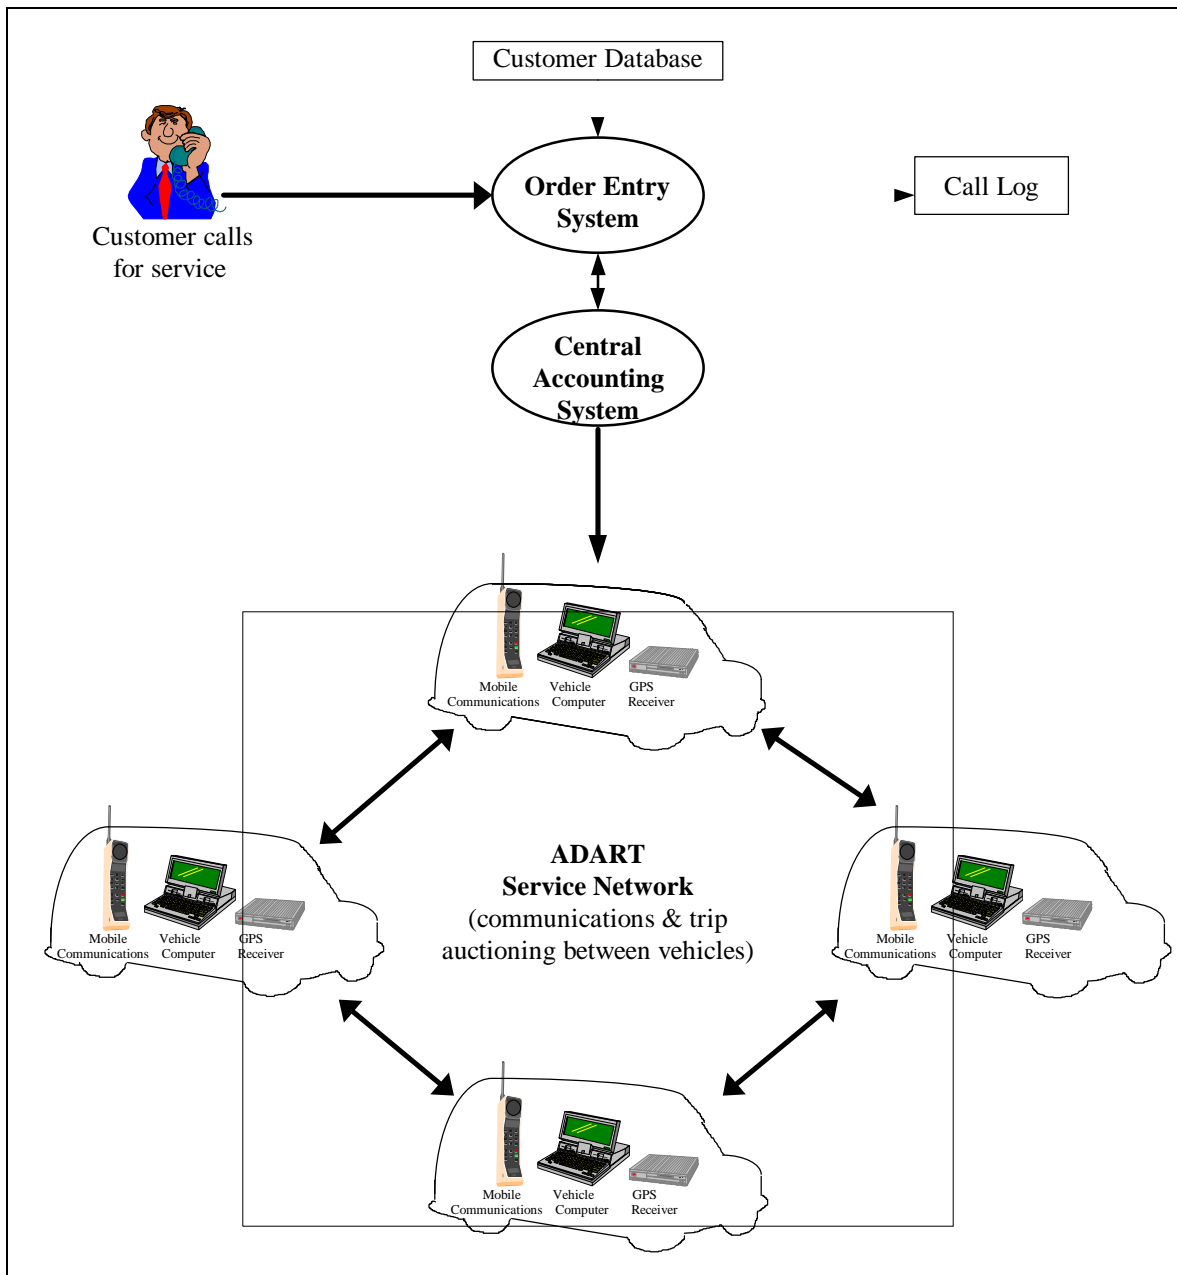 Customer Database
Order Entry
System
Call Log
Customer calls
for service
Central
Accounting
System
Mobile
Communications
Vehicle
Computer
GPS
Receiver
ADART
Service Network
(communications & trip
auctioning between vehicles)
Mobile
Communications
Vehicle
Computer
GPS
Receiver
Mobile
Communications
Vehicle
Computer
GPS
Receiver
Mobile
Communications
Vehicle
Computer
GPS
Receiver